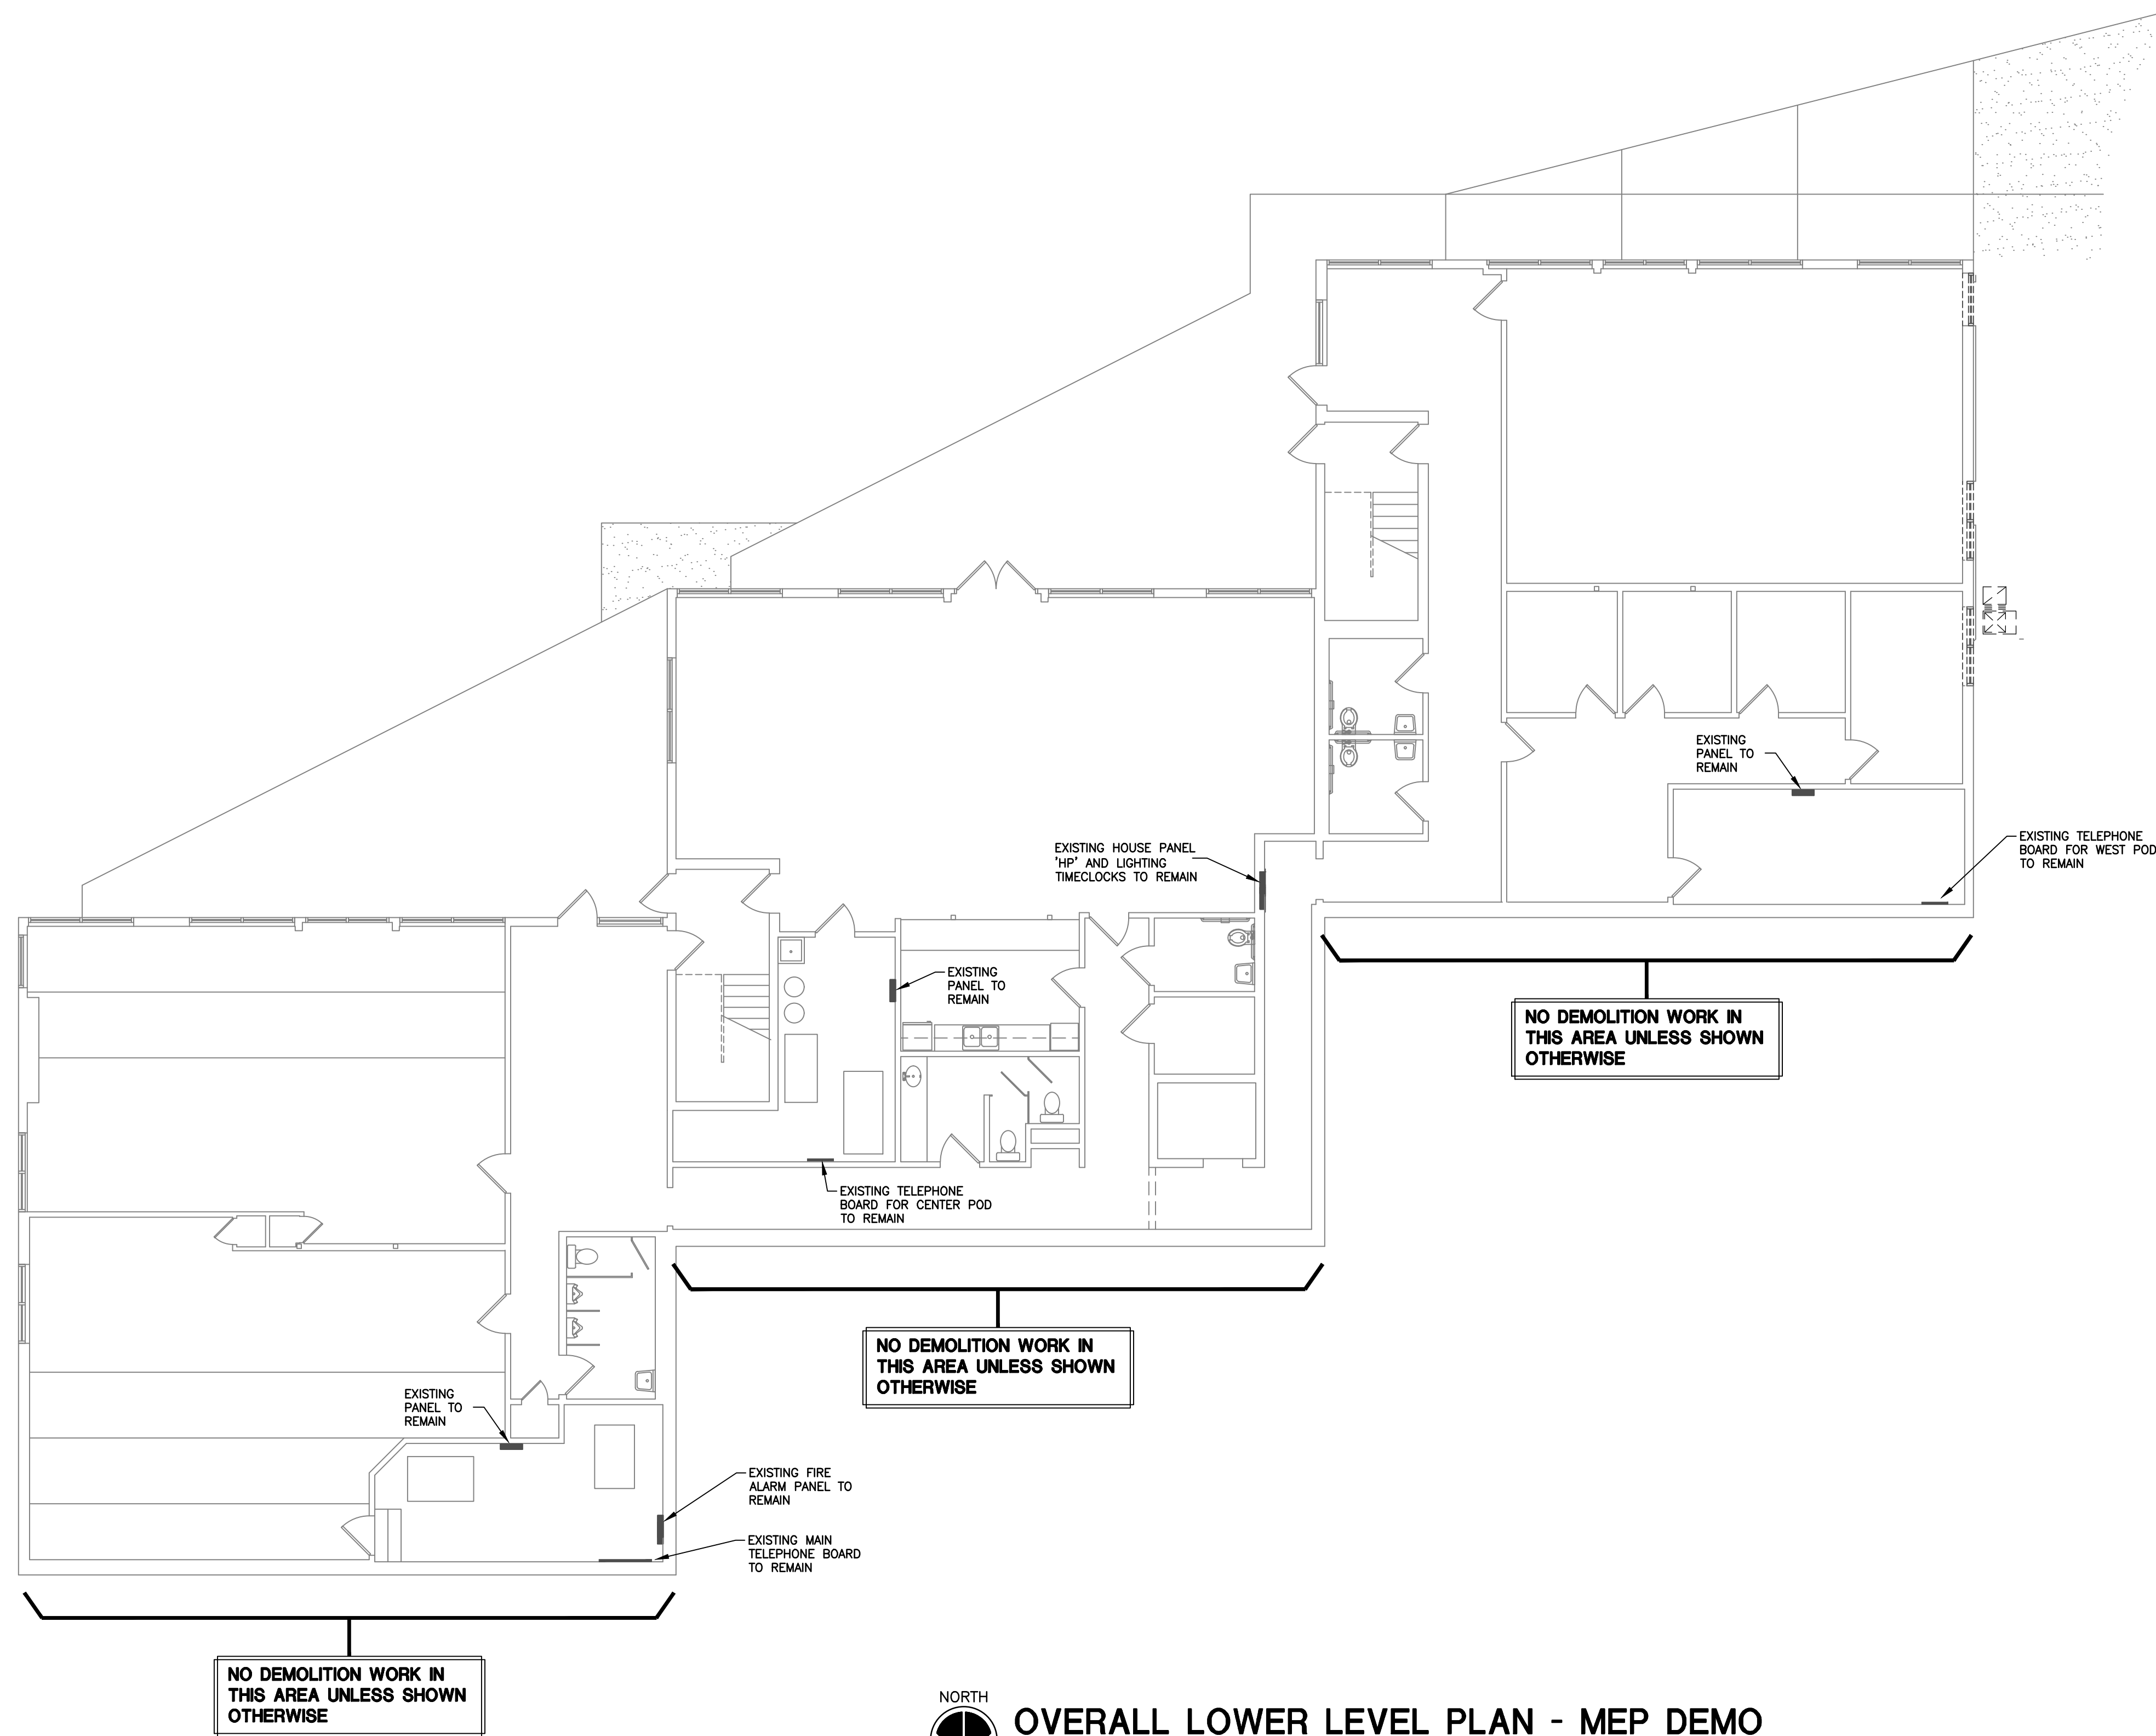 EXISTING
PANEL TO
REMAIN
EXISTING TELEPHONE
BOARD FOR WEST POD
TO REMAIN
EXISTING HOUSE PANEL
'HP' AND LIGHTING
TIMECLOCKS TO REMAIN
EXISTING
PANEL TO
REMAIN
NO DEMOLITION WORK IN
THIS AREA UNLESS SHOWN
OTHERWISE
EXISTING TELEPHONE
BOARD FOR CENTER POD
TO REMAIN
NO DEMOLITION WORK IN
THIS AREA UNLESS SHOWN
OTHERWISE
EXISTING
PANEL TO
REMAIN
EXISTING FIRE
ALARM PANEL TO
REMAIN
EXISTING MAIN
TELEPHONE BOARD
TO REMAIN
NO DEMOLITION WORK IN
THIS AREA UNLESS SHOWN
OTHERWISE
NORTH
OVERALL LOWER LEVEL PLAN - MEP DEMO